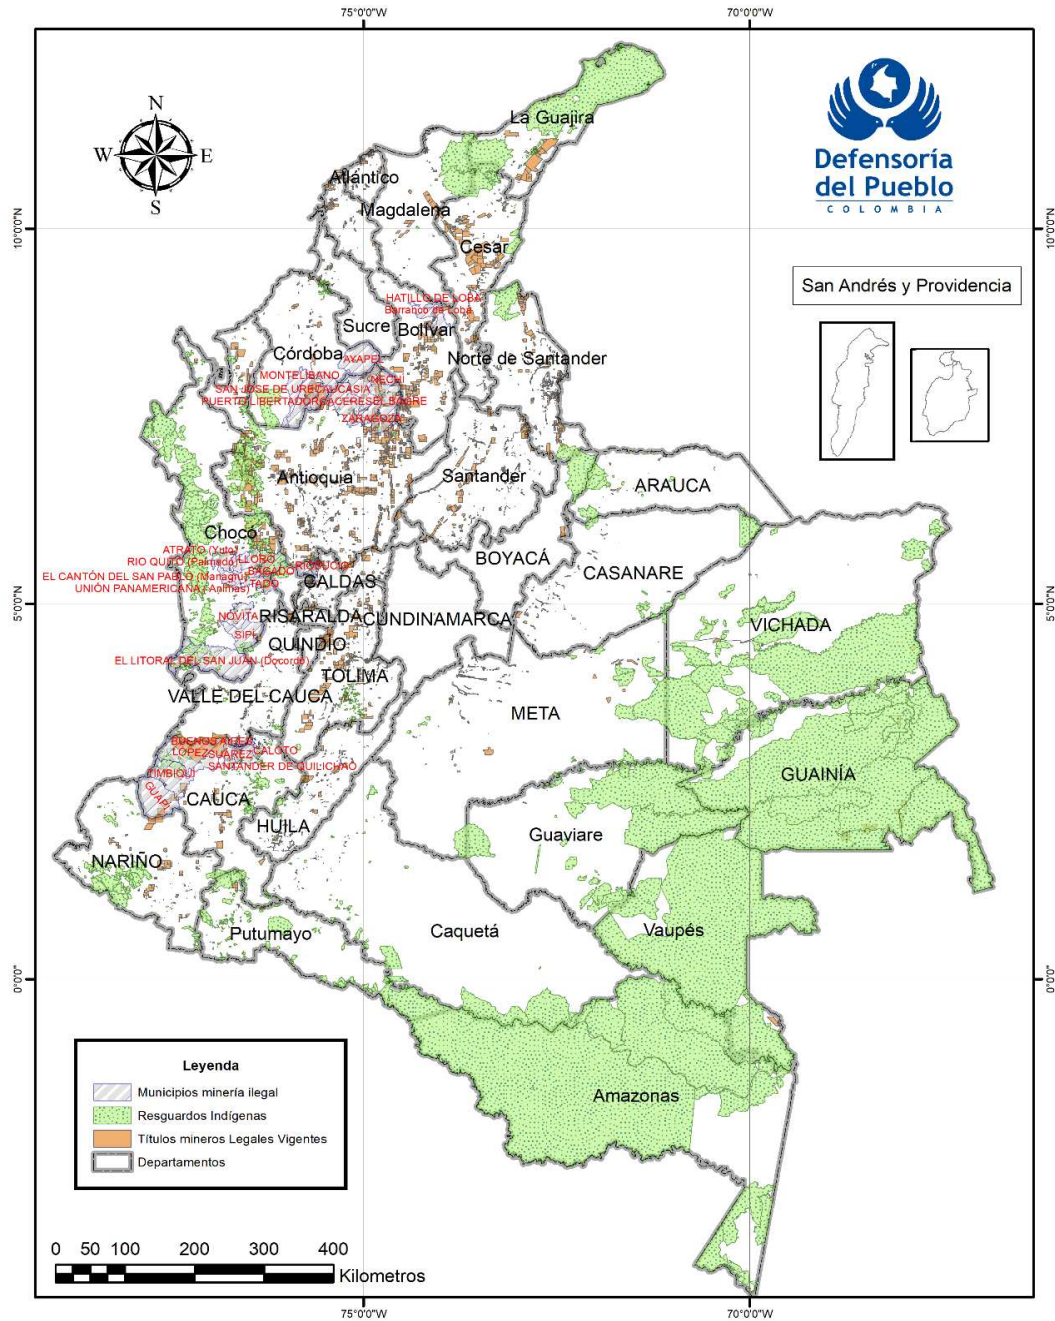 75°0'0"W
70°0'0"W
N
W
E
S
Defensoría
del Pueblo
COLOMBIA
La Guajira
Atlántico
Magdalena
10°0'0"N
10°0'0"N
Cesar
San Andrés y Providencia
HATILLO DE LOBA
Barranco de Loba
Sucre
Bolívar
Córdoba
AYAPEL
Norte de Santander
MONTELIBANO
NECHI
SAN JOSE DE URE
CAUCASIA
PUERTO LIBERTADOR
CACERES
EL BAGRE
ZARAGOZA
Antioquia
Santander
ARAUCA
Chocó
ATRATO (Yuto)
RIO QUITO (Paimado)
LLORO
BAGADO
RIOSUCIO
BOYACÁ
CASANARE
EL CANTÓN DEL SAN PABLO (Managrú)
TADO
CALDAS
UNIÓN PANAMERICANA (Animas)
5°0'0"N
5°0'0"N
NOVITA
RISARALDA
CUNDINAMARCA
VICHADA
SIPI
QUINDIO
EL LITORAL DEL SAN JUAN (Docordó)
TOLIMA
VALLE DEL CAUCA
META
BUENOS AIRES
LOPEZ
SUAREZ
CALOTO
SANTANDER DE QUILICHAO
TIMBIQUI
GUAPI
GUAINÍA
CAUCA
HUILA
Guaviare
NARIÑO
Putumayo
Caquetá
Vaupés
0°0'0"
0°0'0"
Amazonas
Leyenda
Municipios minería ilegal
Resguardos Indígenas
Títulos mineros Legales Vigentes
Departamentos
0 50 100 200 300 400
Kilometros
75°0'0"W
70°0'0"W